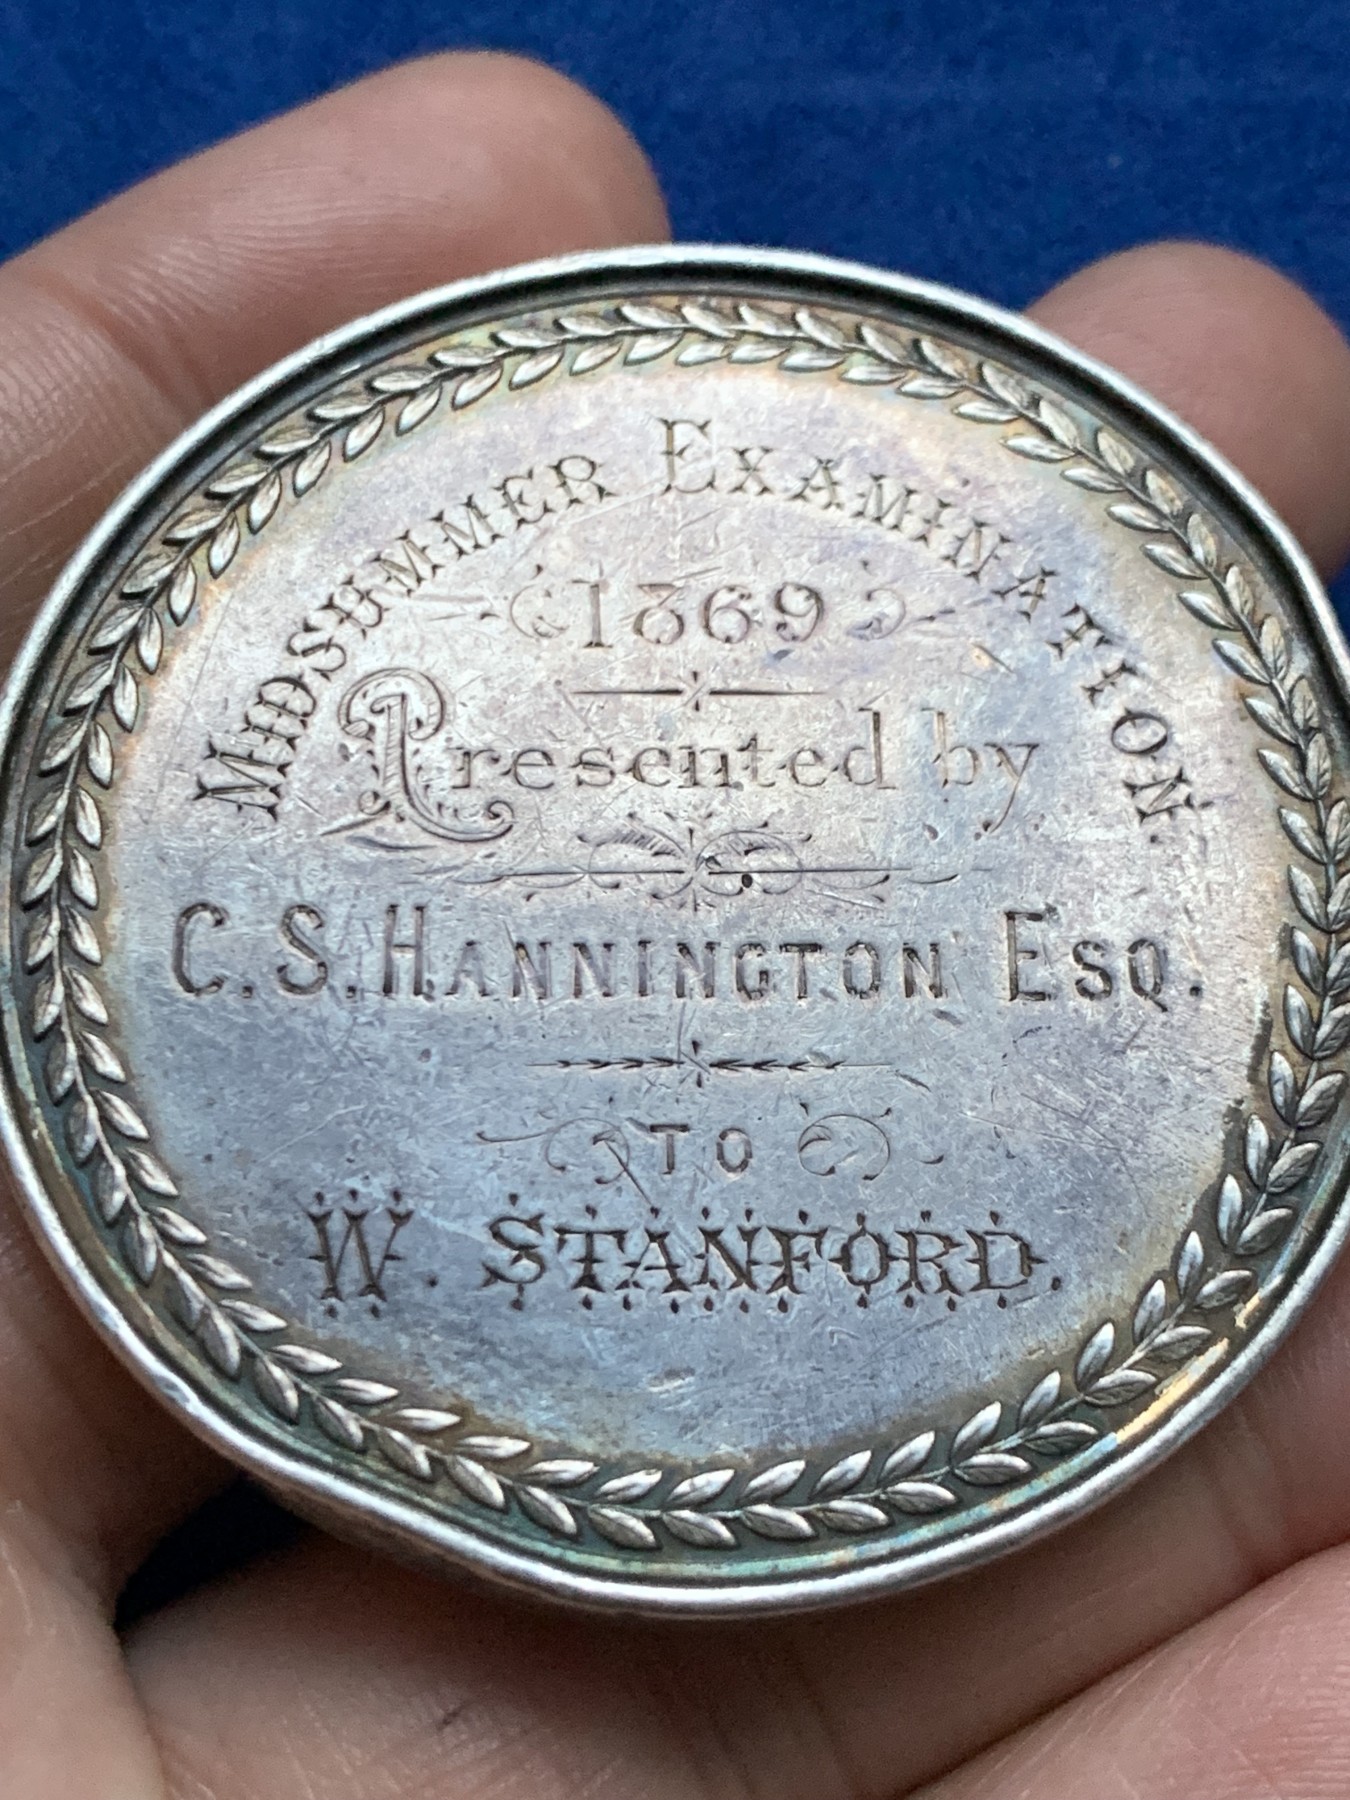 MIDSUMMER EXAMINATION.
1869
Presented by
C. S. HANNINGTON ESQ.
TO
W. STANFORD.